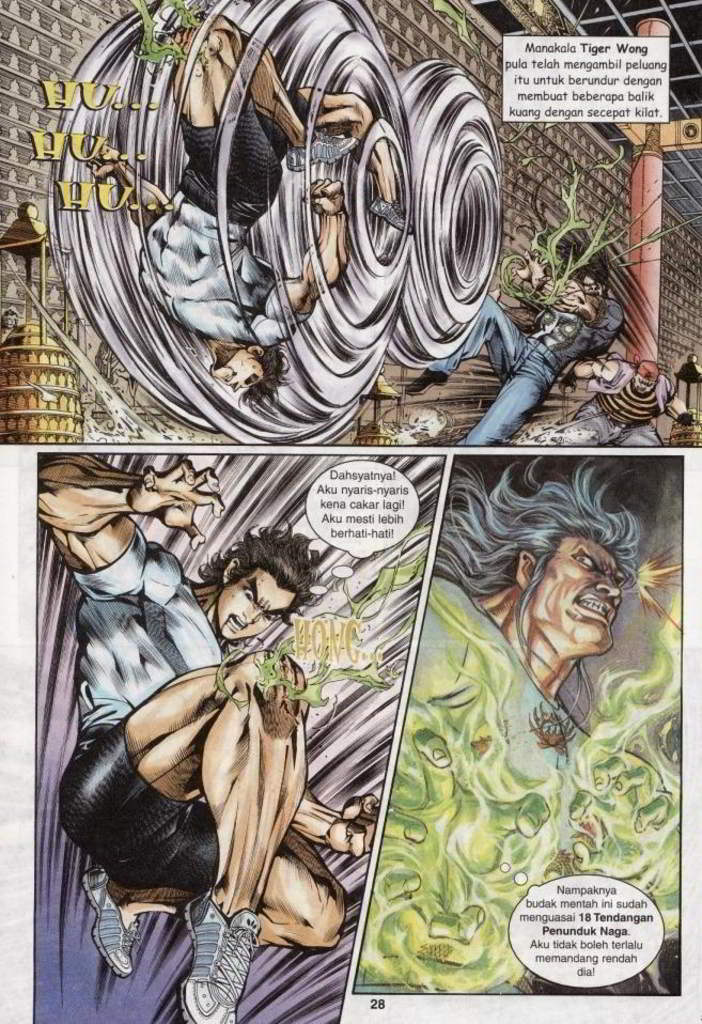 Manakala Tiger Wong
pula telah mengambil peluang
itu untuk berundur dengan
membuat beberapa balik
kuang dengan secepat kilat.
HU...
HU...
HU...
Dahsyatnya!
Aku nyaris-nyaris
kena cakar lagi!
Aku mesti lebih
berhati-hati!
HONG...
Nampaknya
budak mentah ini sudah
menguasai 18 Tendangan
Penunduk Naga.
Aku tidak boleh terlalu
memandang rendah
dia!
28